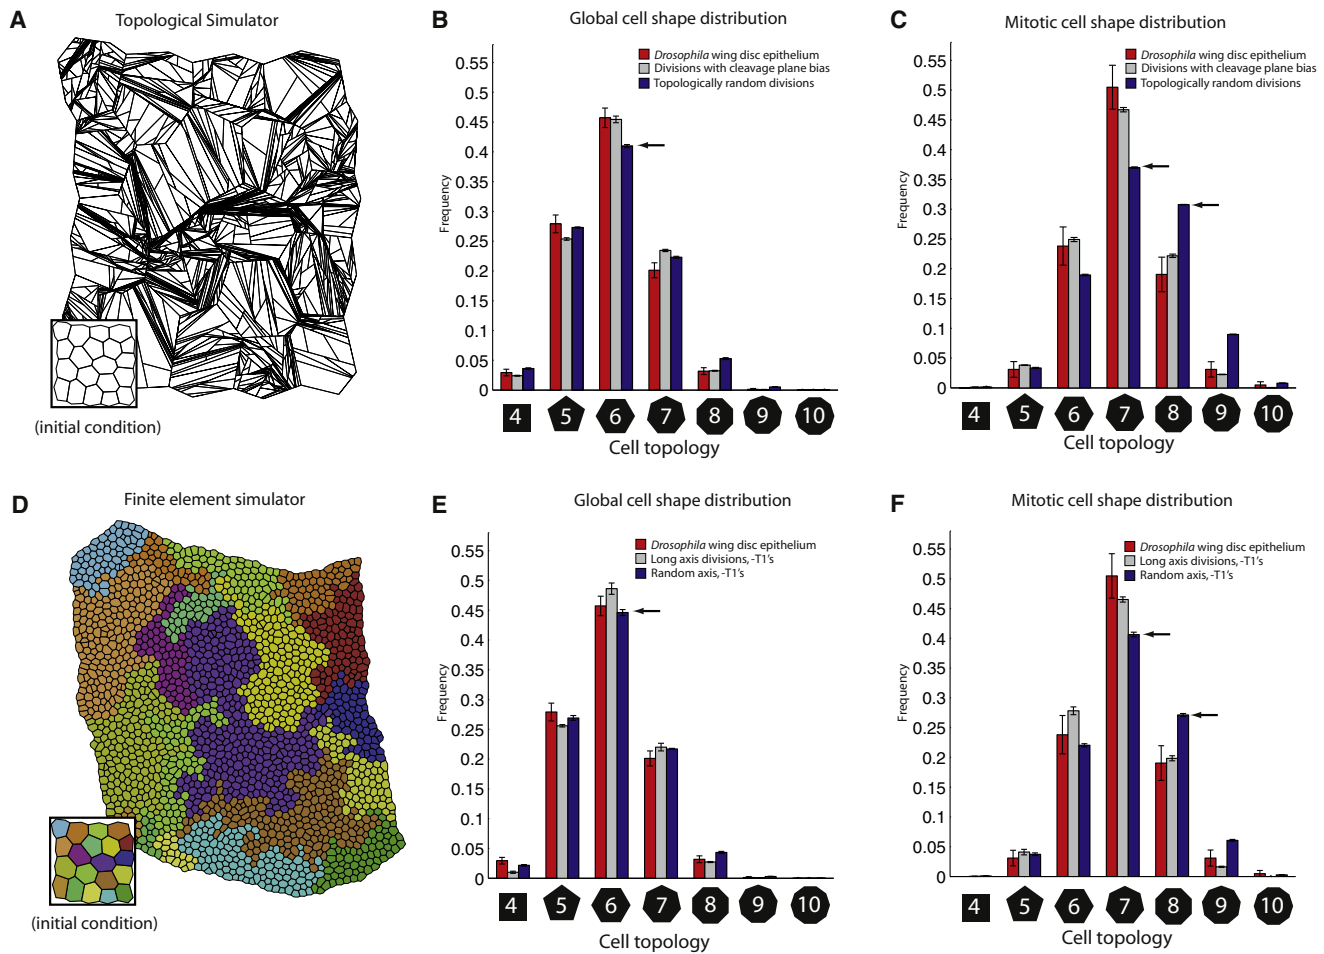 A
Topological Simulator
(initial condition)
B
Global cell shape distribution
Drosophila wing disc epithelium
Divisions with cleavage plane bias
Topologically random divisions
Frequency
0.55
0.5
0.45
0.4
0.35
0.3
0.25
0.2
0.15
0.1
0.05
0
4 5 6 7 8 9 10
Cell topology
C
Mitotic cell shape distribution
Drosophila wing disc epithelium
Divisions with cleavage plane bias
Topologically random divisions
Frequency
0.55
0.5
0.45
0.4
0.35
0.3
0.25
0.2
0.15
0.1
0.05
0
4 5 6 7 8 9 10
Cell topology
D
Finite element simulator
(initial condition)
E
Global cell shape distribution
Drosophila wing disc epithelium
Long axis divisions, -T1's
Random axis, -T1's
Frequency
0.55
0.5
0.45
0.4
0.35
0.3
0.25
0.2
0.15
0.1
0.05
0
4 5 6 7 8 9 10
Cell topology
F
Mitotic cell shape distribution
Drosophila wing disc epithelium
Long axis divisions, -T1's
Random axis, -T1's
Frequency
0.55
0.5
0.45
0.4
0.35
0.3
0.25
0.2
0.15
0.1
0.05
0
4 5 6 7 8 9 10
Cell topology